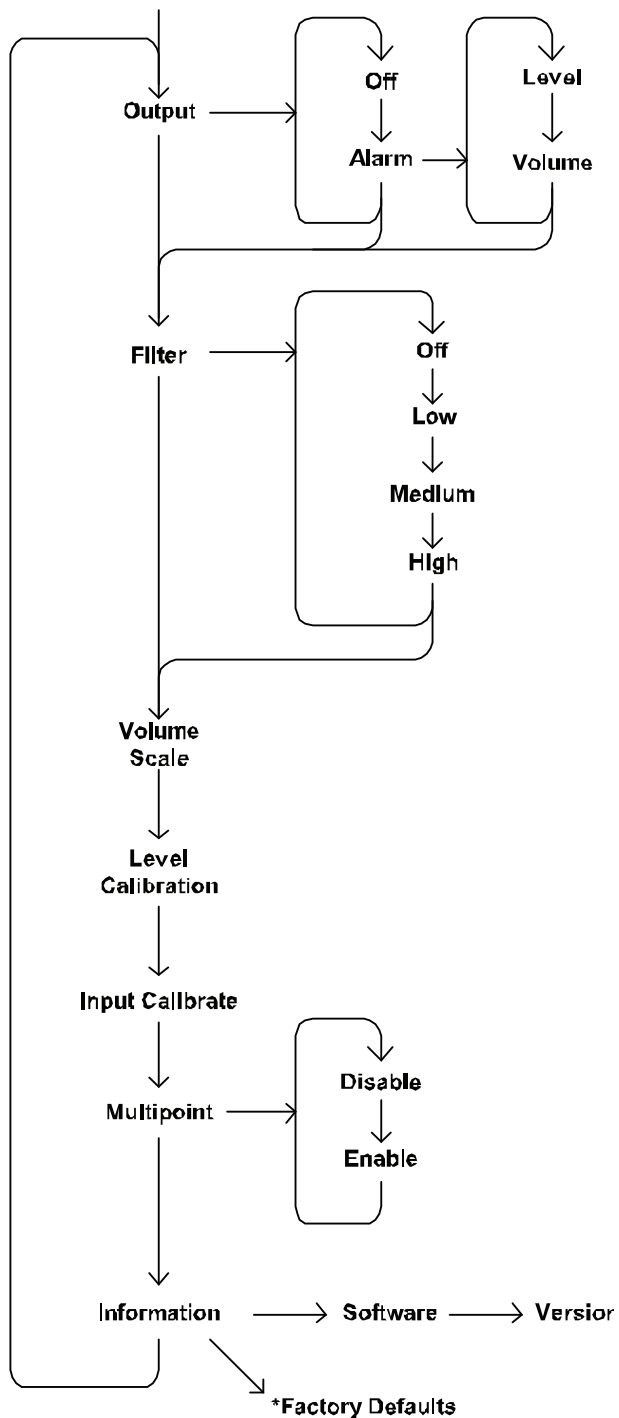 Off
Level
Output
Alarm
Volume
Filter
Off
Low
Medium
High
Volume
Scale
Level
Calibration
Input Calibrate
Multipoint
Disable
Enable
Information
Software
Versior
*Factory Defaults